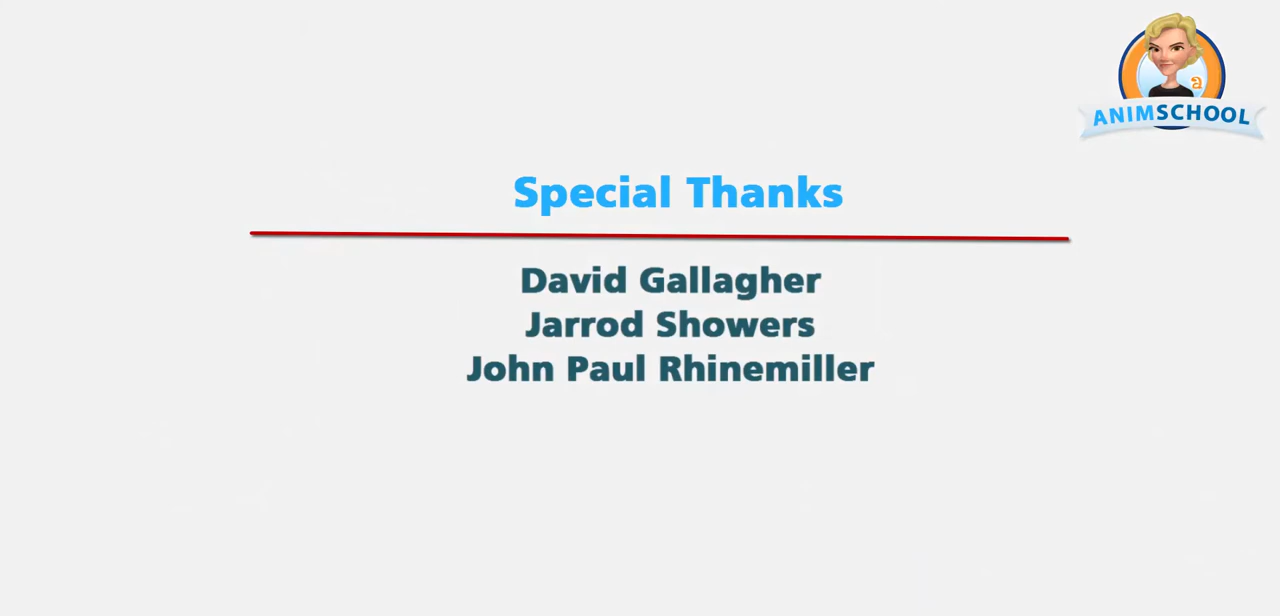 a
ANIMSCHOOL
Special Thanks
David Gallagher
Jarrod Showers
John Paul Rhinemiller